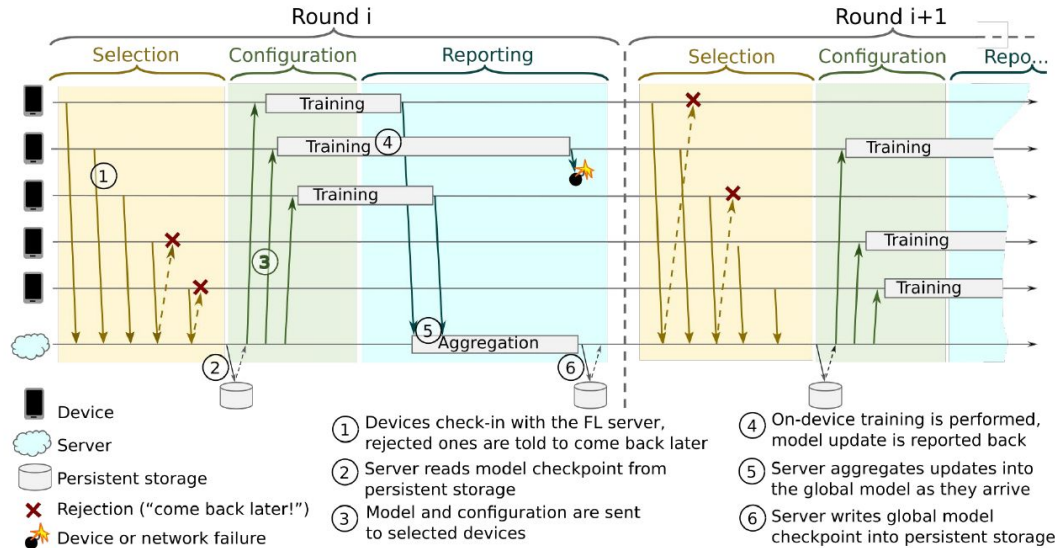 Round i
Round i+1
Selection
Configuration
Reporting
Selection
Configuration
Repo...
Training
Training
4
Training
1
3
Training
Training
Training
5
Aggregation
2
6
Device
Server
Persistent storage
Rejection (“come back later!”)
Device or network failure
1 Devices check-in with the FL server,
rejected ones are told to come back later
2 Server reads model checkpoint from
persistent storage
3 Model and configuration are sent
to selected devices
4 On-device training is performed,
model update is reported back
5 Server aggregates updates into
the global model as they arrive
6 Server writes global model
checkpoint into persistent storage